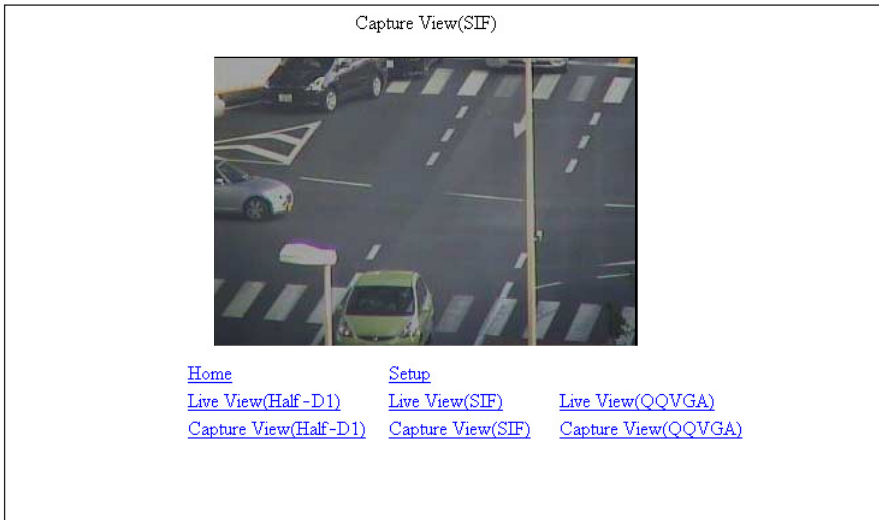 Capture View(SIF)
Home Setup
Live View(Half-D1) Live View(SIF) Live View(QQVGA)
Capture View(Half-D1) Capture View(SIF) Capture View(QQVGA)